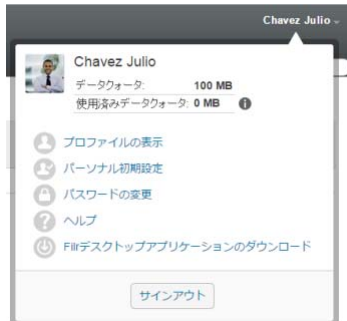 Chavez Julio
Chavez Julio
データクォータ: 100 MB
使用済みデータクォータ: 0 MB
プロファイルの表示
パーソナル初期設定
パスワードの変更
ヘルプ
Filrデスクトップアプリケーションのダウンロード
サインアウト